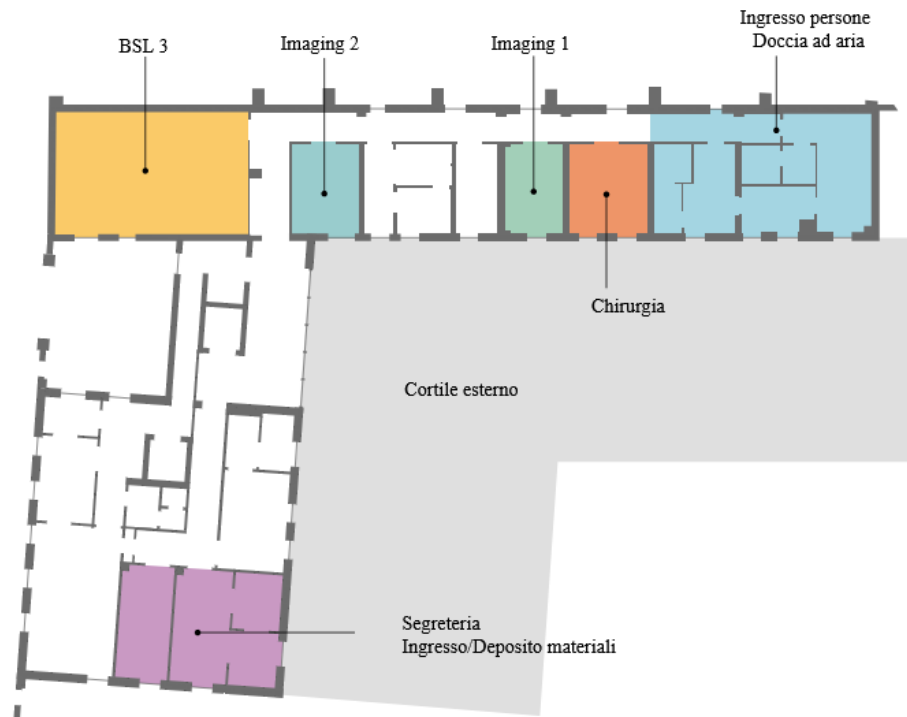 Ingresso persone
Doccia ad aria
BSL 3
Imaging 2
Imaging 1
Chirurgia
Cortile esterno
Segreteria
Ingresso/Deposito materiali